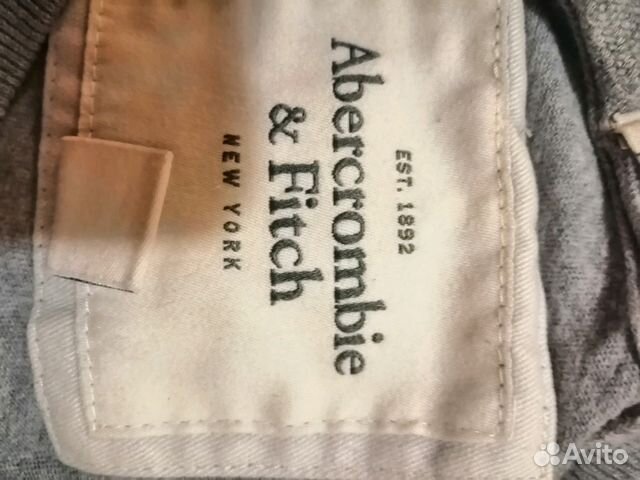 EST. 1892
Abercrombie
& Fitch
NEW YORK
Avito